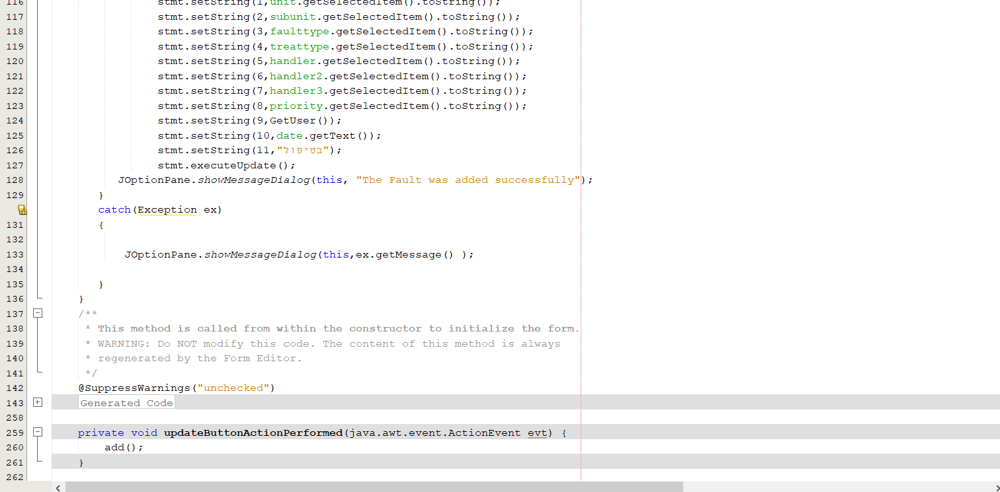 116 stmt.setString(1,unit.getSelectedItem().toString());
117 stmt.setString(2,subunit.getSelectedItem().toString());
118 stmt.setString(3,faulttype.getSelectedItem().toString());
119 stmt.setString(4,treattype.getSelectedItem().toString());
120 stmt.setString(5,handler.getSelectedItem().toString());
121 stmt.setString(6,handler2.getSelectedItem().toString());
122 stmt.setString(7,handler3.getSelectedItem().toString());
123 stmt.setString(8,priority.getSelectedItem().toString());
124 stmt.setString(9,GetUser());
125 stmt.setString(10,date.getText());
126 stmt.setString(11,"בטיפול");
127 stmt.executeUpdate();
128 JOptionPane.showMessageDialog(this, "The Fault was added successfully");
129 }
catch(Exception ex)
131 {
132
133 JOptionPane.showMessageDialog(this,ex.getMessage() );
134
135 }
136 }
137 /**
138 * This method is called from within the constructor to initialize the form.
139 * WARNING: Do NOT modify this code. The content of this method is always
140 * regenerated by the Form Editor.
141 */
142 @SuppressWarnings("unchecked")
143 Generated Code
258
259 private void updateButtonActionPerformed(java.awt.event.ActionEvent evt) {
260 add();
261 }
262